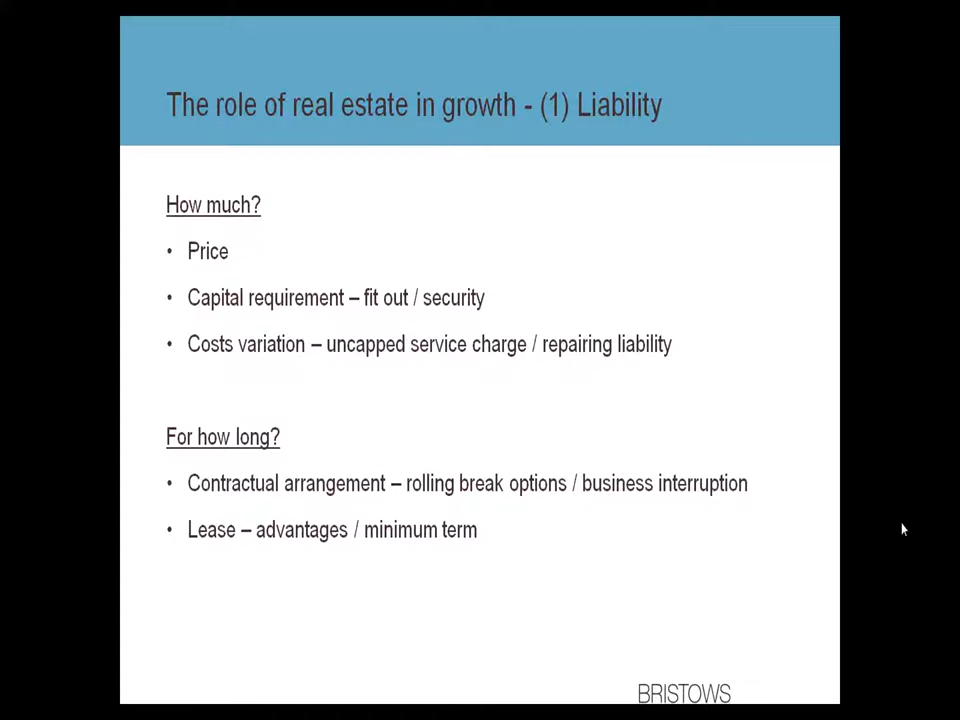 The role of real estate in growth - (1) Liability
How much?
• Price
• Capital requirement – fit out / security
• Costs variation – uncapped service charge / repairing liability
For how long?
• Contractual arrangement – rolling break options / business interruption
• Lease – advantages / minimum term
BRISTOWS